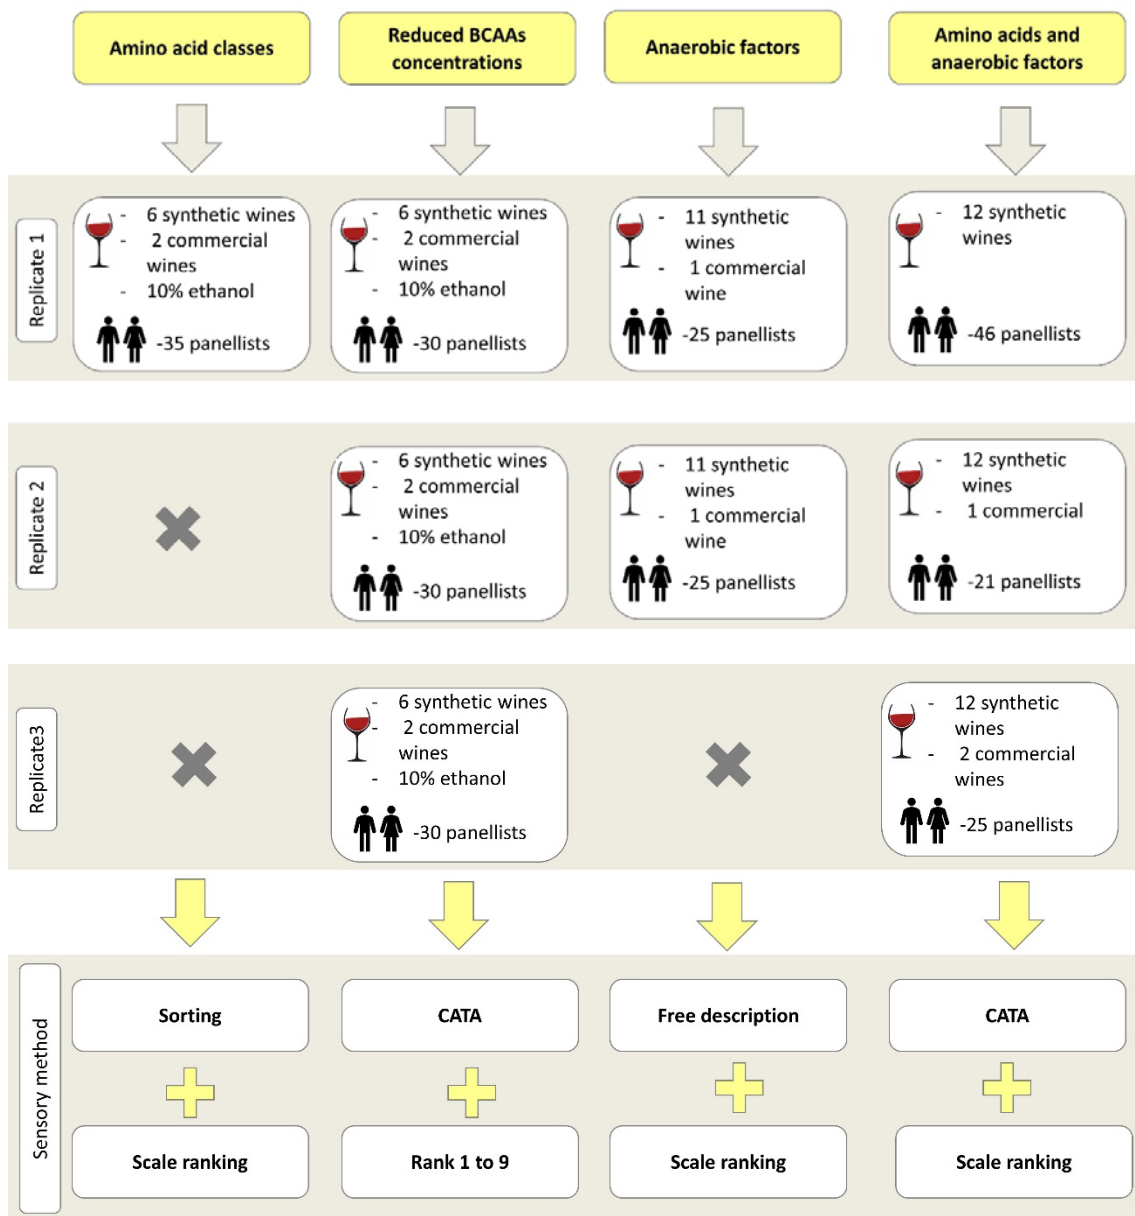 Amino acid classes
Reduced BCAAs
concentrations
Anaerobic factors
Amino acids and
anaerobic factors
Replicate 1
- 6 synthetic wines
- 2 commercial
wines
- 10% ethanol
-35 panellists
- 6 synthetic wines
- 2 commercial
wines
- 10% ethanol
-30 panellists
- 11 synthetic
wines
- 1 commercial
wine
-25 panellists
- 12 synthetic
wines
-46 panellists
Replicate 2
- 6 synthetic wines
- 2 commercial
wines
- 10% ethanol
-30 panellists
- 11 synthetic
wines
- 1 commercial
wine
-25 panellists
- 12 synthetic
wines
- 1 commercial
-21 panellists
Replicate3
- 6 synthetic wines
- 2 commercial
wines
- 10% ethanol
-30 panellists
- 12 synthetic
wines
- 2 commercial
wines
-25 panellists
Sensory method
Sorting
CATA
Free description
CATA
Scale ranking
Rank 1 to 9
Scale ranking
Scale ranking